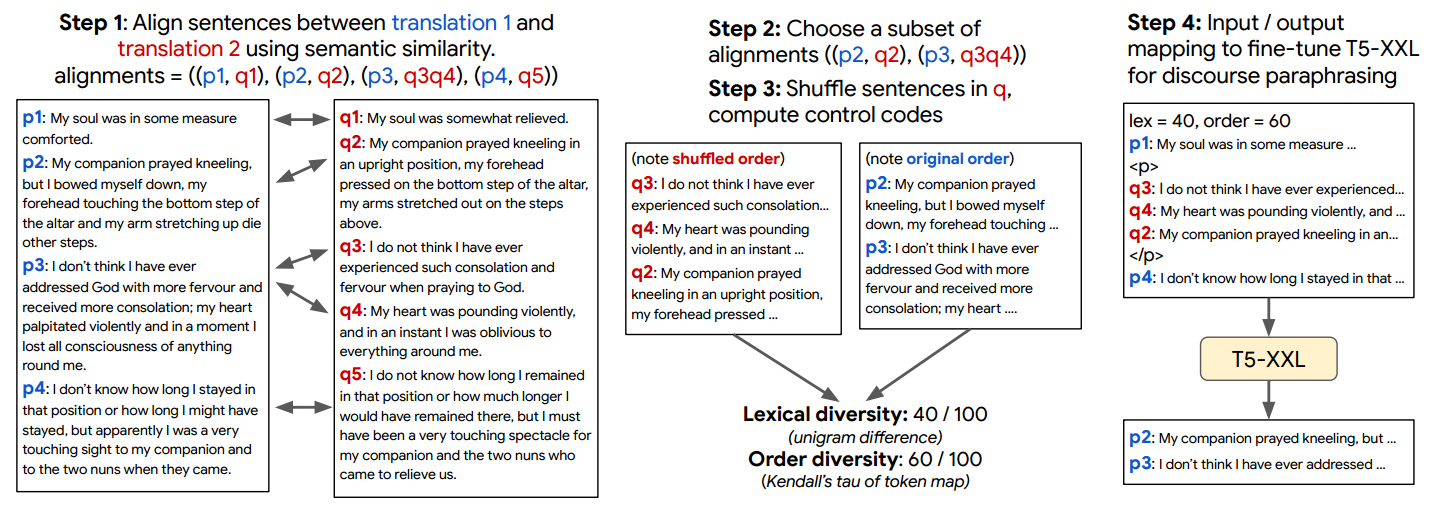 Step 1: Align sentences between translation 1 and
translation 2 using semantic similarity.
alignments = ((p1, q1), (p2, q2), (p3, q3q4), (p4, q5))
p1: My soul was in some measure
comforted.
p2: My companion prayed kneeling,
but I bowed myself down, my
forehead touching the bottom step of
the altar and my arm stretching up die
other steps.
p3: I don't think I have ever
addressed God with more fervour and
received more consolation; my heart
palpitated violently and in a moment I
lost all consciousness of anything
round me.
p4: I don't know how long I stayed in
that position or how long I might have
stayed, but apparently I was a very
touching sight to my companion and
to the two nuns when they came.
q1: My soul was somewhat relieved.
q2: My companion prayed kneeling in
an upright position, my forehead
pressed on the bottom step of the altar,
my arms stretched out on the steps
above.
q3: I do not think I have ever
experienced such consolation and
fervour when praying to God.
q4: My heart was pounding violently,
and in an instant I was oblivious to
everything around me.
q5: I do not know how long I remained
in that position or how much longer I
would have remained there, but I must
have been a very touching spectacle for
my companion and the two nuns who
came to relieve us.
Step 2: Choose a subset of
alignments ((p2, q2), (p3, q3q4))
Step 3: Shuffle sentences in q,
compute control codes
(note shuffled order)
q3: I do not think I have ever
experienced such consolation...
q4: My heart was pounding
violently, and in an instant ...
q2: My companion prayed
kneeling in an upright position,
my forehead pressed ...
(note original order)
p2: My companion prayed
kneeling, but I bowed myself
down, my forehead touching ...
p3: I don't think I have ever
addressed God with more
fervour and received more
consolation; my heart ....
Lexical diversity: 40 / 100
(unigram difference)
Order diversity: 60 / 100
(Kendall's tau of token map)
Step 4: Input / output
mapping to fine-tune T5-XXL
for discourse paraphrasing
lex = 40, order = 60
p1: My soul was in some measure ...
<p>
q3: I do not think I have ever experienced...
q4: My heart was pounding violently, and ...
q2: My companion prayed kneeling in an...
</p>
p4: I don't know how long I stayed in that ...
T5-XXL
p2: My companion prayed kneeling, but ...
p3: I don't think I have ever addressed ...